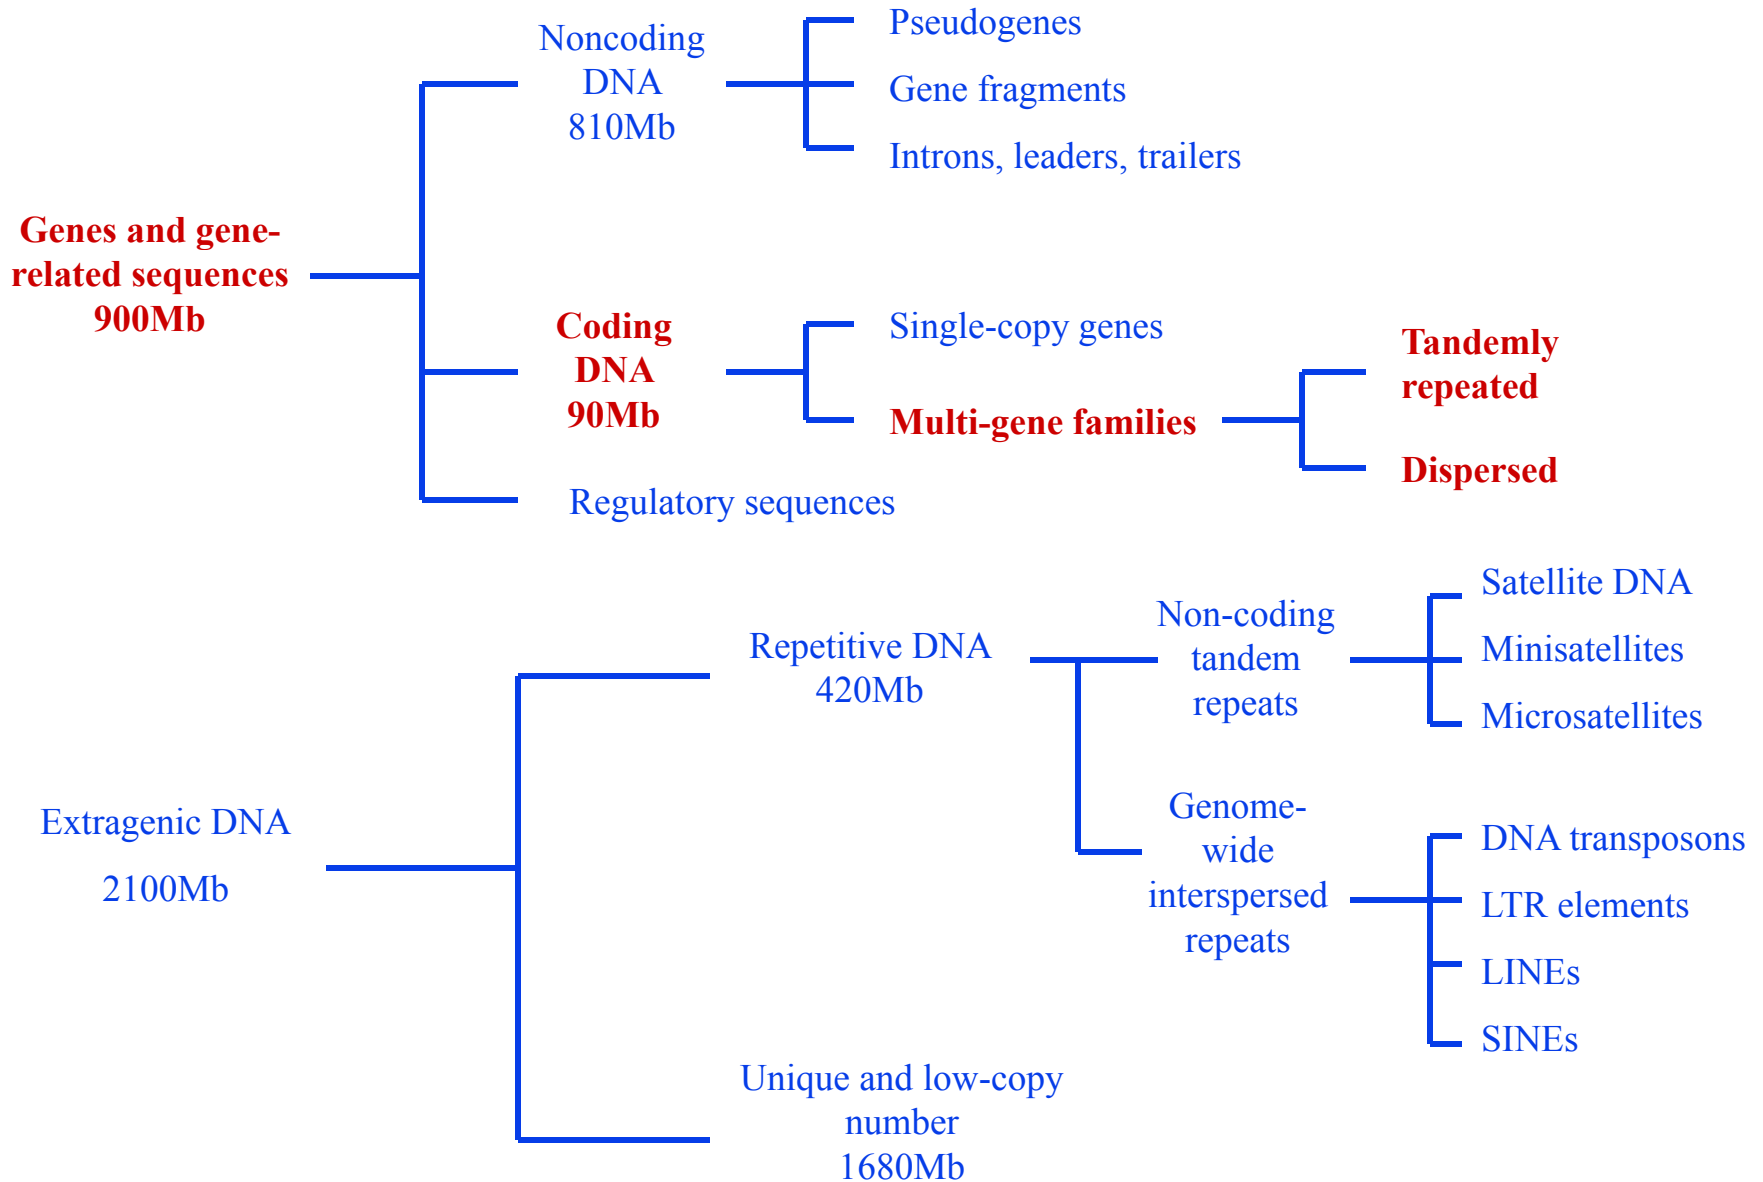 Noncoding
DNA
810Mb
Pseudogenes
Gene fragments
Introns, leaders, trailers
Genes and gene-
related sequences
900Mb
Coding
DNA
90Mb
Single-copy genes
Multi-gene families
Tandemly
repeated
Dispersed
Regulatory sequences
Extragenic DNA
2100Mb
Repetitive DNA
420Mb
Non-coding
tandem
repeats
Satellite DNA
Minisatellites
Microsatellites
Genome-
wide
interspersed
repeats
DNA transposons
LTR elements
LINEs
SINEs
Unique and low-copy
number
1680Mb